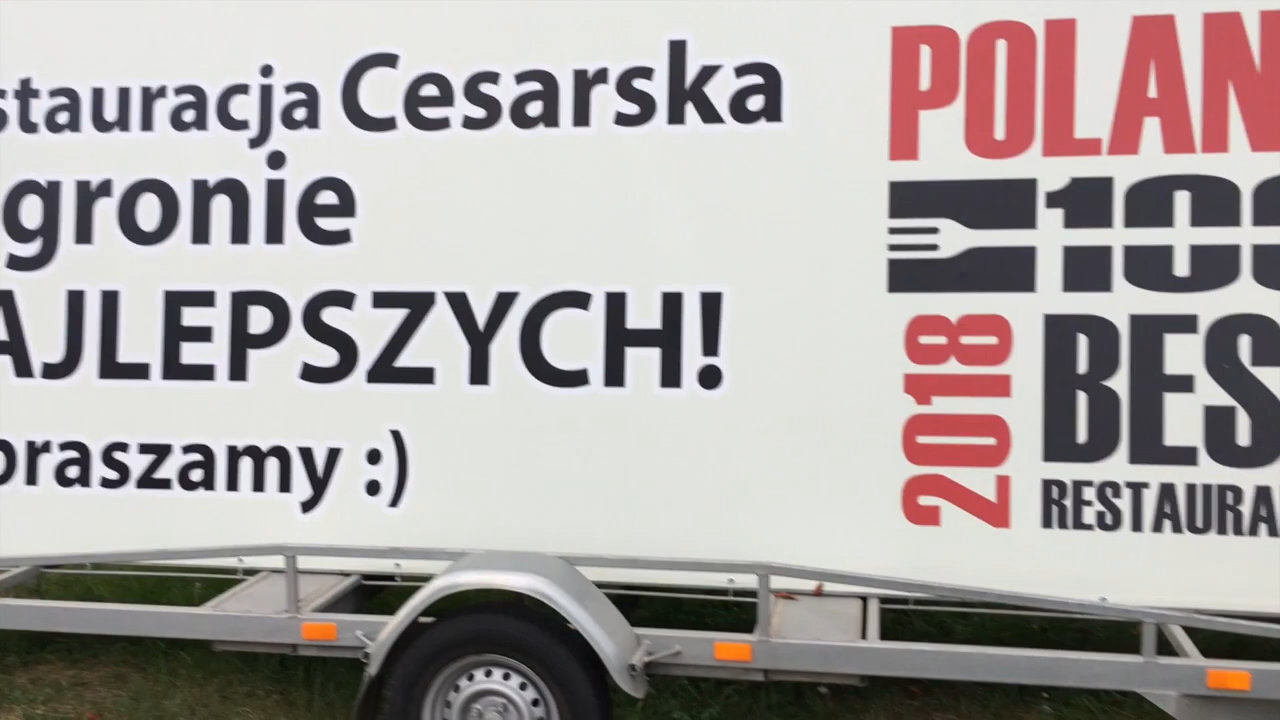 stauracja Cesarska
gronie
AJLEPSZYCH!
praszamy :)
POLAN
100
2018
BES
RESTAURA